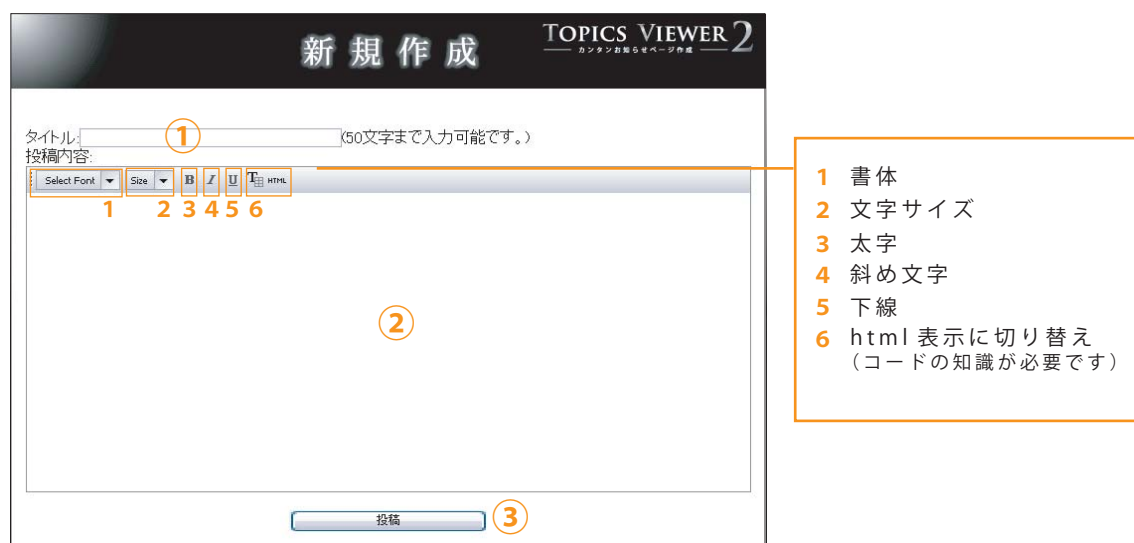 新規作成
TOPICS VIEWER 2
カンタンお知らせページ作成
タイトル: ① (50文字まで入力可能です。)
投稿内容:
Select Font Size B I U T HTML
1 2 3 4 5 6
②
投稿 ③
1 書体
2 文字サイズ
3 太字
4 斜め文字
5 下線
6 html 表示に切り替え
（コードの知識が必要です）